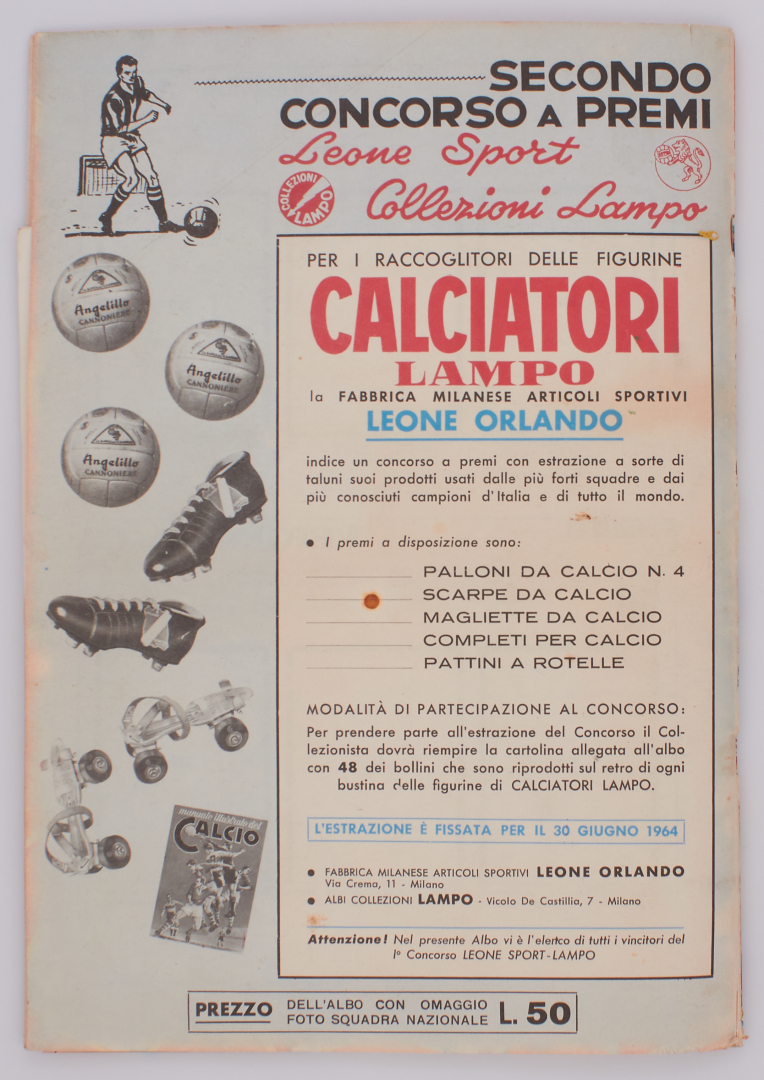 SECONDO
CONCORSO A PREMI
Leone Sport
COLLEZIONI LAMPO
Collezioni Lampo
PER I RACCOGLITORI DELLE FIGURINE
CALCIATORI
LAMPO
la FABBRICA MILANESE ARTICOLI SPORTIVI
LEONE ORLANDO
indice un concorso a premi con estrazione a sorte di
taluni suoi prodotti usati dalle più forti squadre e dai
più conosciuti campioni d'Italia e di tutto il mondo.
• I premi a disposizione sono:
PALLONI DA CALCIO N. 4
SCARPE DA CALCIO
MAGLIETTE DA CALCIO
COMPLETI PER CALCIO
PATTINI A ROTELLE
MODALITÀ DI PARTECIPAZIONE AL CONCORSO:
Per prendere parte all'estrazione del Concorso il Col-
lezionista dovrà riempire la cartolina allegata all'albo
con 48 dei bollini che sono riprodotti sul retro di ogni
bustina delle figurine di CALCIATORI LAMPO.
L'ESTRAZIONE È FISSATA PER IL 30 GIUGNO 1964
• FABBRICA MILANESE ARTICOLI SPORTIVI LEONE ORLANDO
Via Crema, 11 - Milano
• ALBI COLLEZIONI LAMPO - Vicolo De Castillia, 7 - Milano
Attenzione! Nel presente Albo vi è l'elenco di tutti i vincitori del
I° Concorso LEONE SPORT-LAMPO
Angelillo
CANNONIERE
Angelillo
CANNONIERE
Angelillo
CANNONIERE
manuale illustrato del
CALCIO
PREZZO DELL'ALBO CON OMAGGIO
FOTO SQUADRA NAZIONALE L. 50